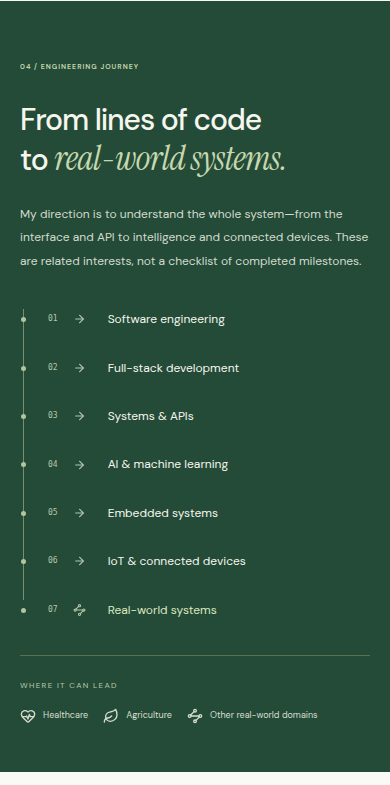 04 / ENGINEERING JOURNEY
From lines of code
to real-world systems.
My direction is to understand the whole system—from the
interface and API to intelligence and connected devices. These
are related interests, not a checklist of completed milestones.
01 → Software engineering
02 → Full-stack development
03 → Systems & APIs
04 → AI & machine learning
05 → Embedded systems
06 → IoT & connected devices
07 Real-world systems
WHERE IT CAN LEAD
Healthcare Agriculture Other real-world domains